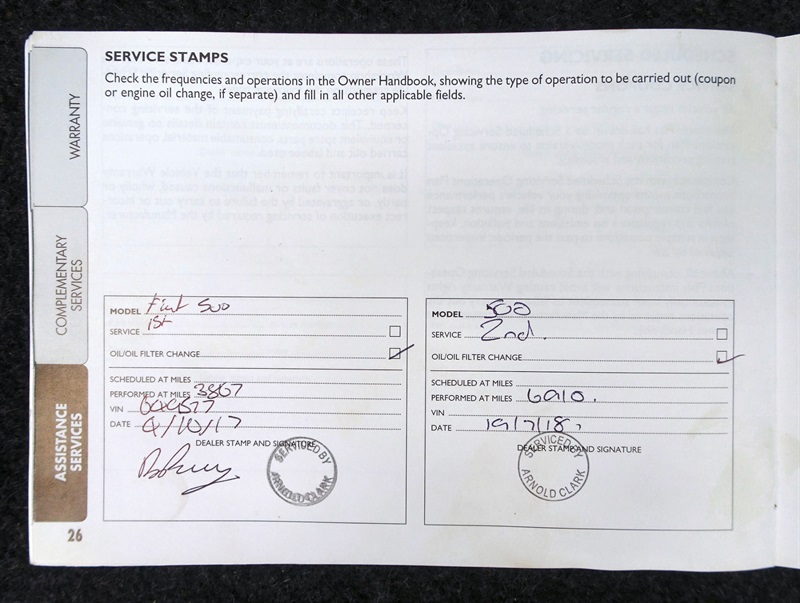 SERVICE STAMPS
Check the frequencies and operations in the Owner Handbook, showing the type of operation to be carried out (coupon
or engine oil change, if separate) and fill in all other applicable fields.
WARRANTY
COMPLEMENTARY
SERVICES
ASSISTANCE
SERVICES
MODEL Fiat 500
SERVICE 1st
OIL/OIL FILTER CHANGE
SCHEDULED AT MILES
PERFORMED AT MILES 3867
VIN
DATE /10/17
DEALER STAMP AND SIGNATURE
SERVICED BY
ARNOLD CLARK
MODEL 500
SERVICE 2nd.
OIL/OIL FILTER CHANGE
SCHEDULED AT MILES
PERFORMED AT MILES 6910.
VIN
DATE 19/7/18
DEALER STAMP AND SIGNATURE
SERVICED BY
ARNOLD CLARK
26